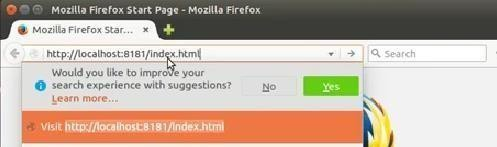 Mozilla Firefox Start Page - Mozilla Firefox
Mozilla Firefox Star...
http://localhost:8181/index.html
Search
Would you like to improve your
search experience with suggestions?
Learn more...
No
Yes
Visit http://localhost:8181/index.html